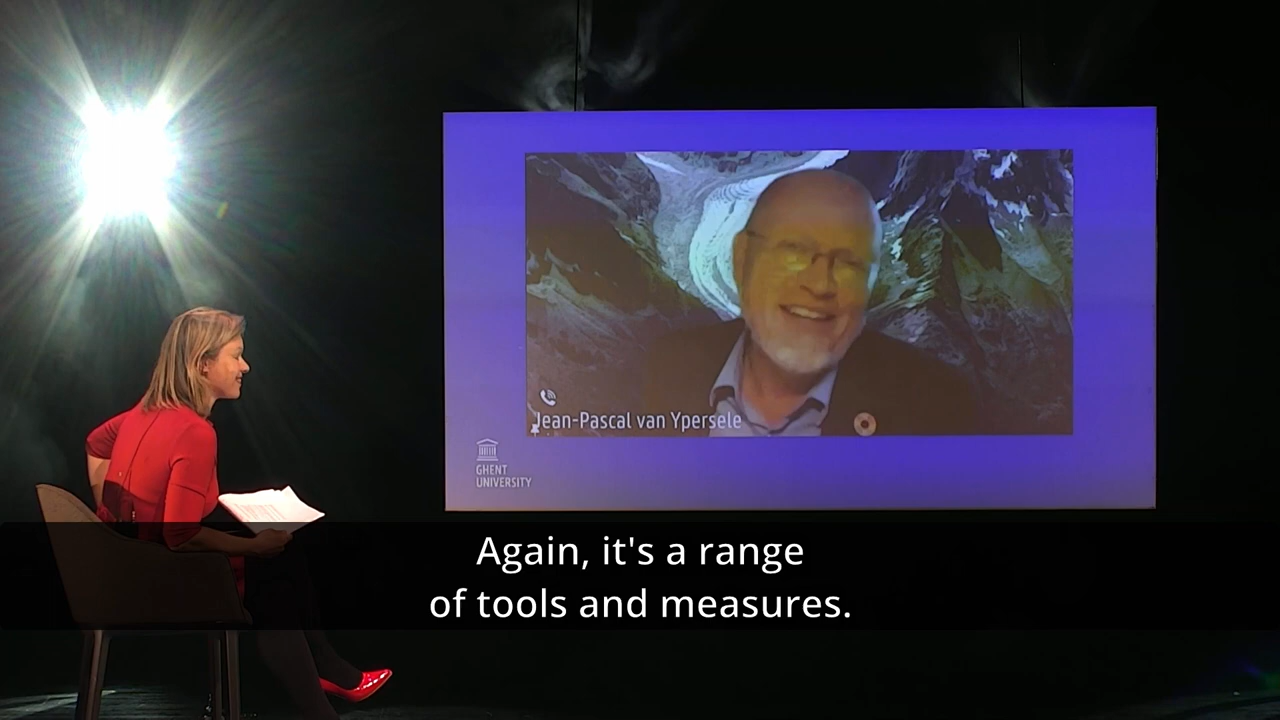 Jean-Pascal van Ypersele
GHENT
UNIVERSITY
Again, it's a range
of tools and measures.